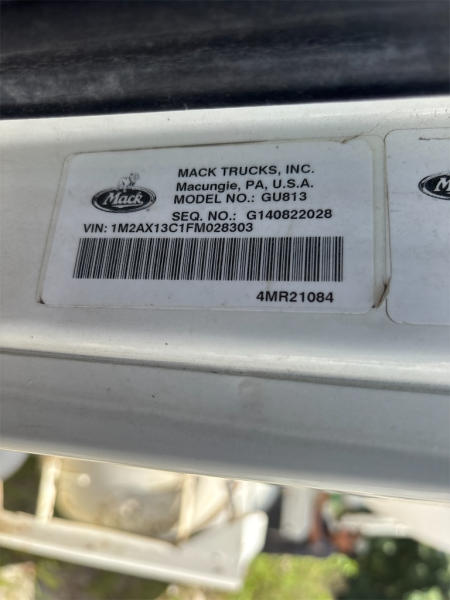 Mack
MACK TRUCKS, INC.
Macungie, PA, U.S.A.
MODEL NO.: GU813
SEQ. NO.: G140822028
VIN: 1M2AX13C1FM028303
4MR21084